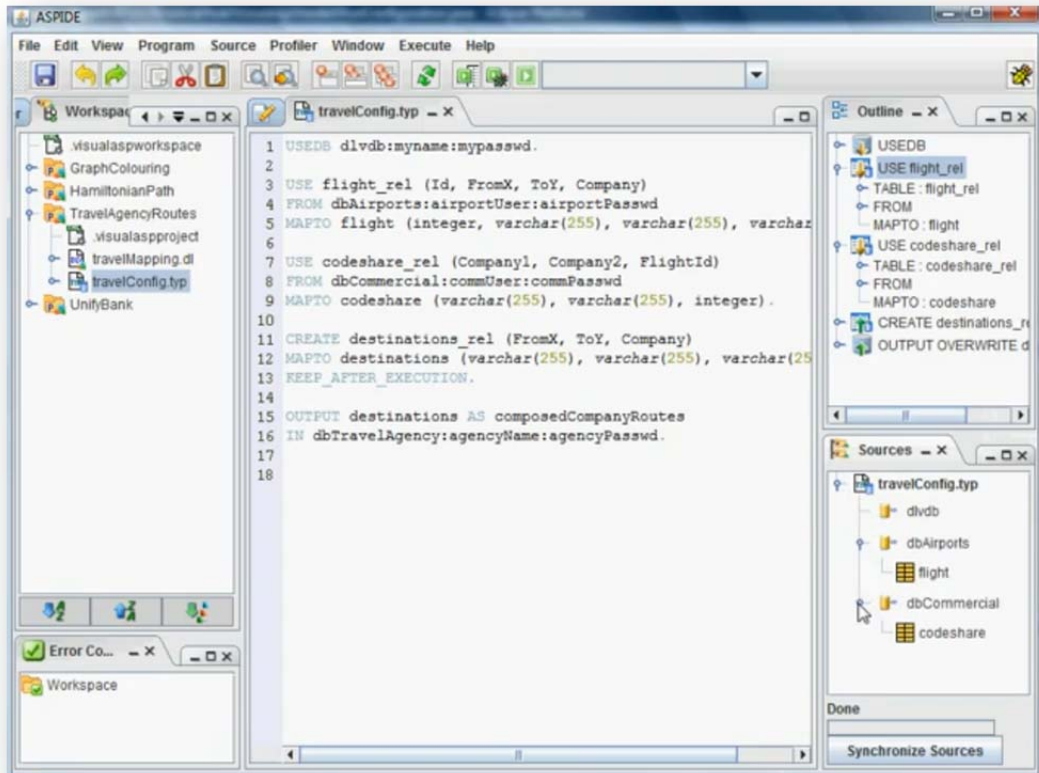 ASPIDE
File Edit View Program Source Profiler Window Execute Help
Workspac
.visualaspworkspace
GraphColouring
HamiltonianPath
TravelAgencyRoutes
.visualaspproject
travelMapping.dl
travelConfig.typ
UnifyBank
Error Co...
Workspace
travelConfig.typ
1 USEDB dlvdb:myname:mypasswd.
2
3 USE flight_rel (Id, FromX, ToY, Company)
4 FROM dbAirports:airportUser:airportPasswd
5 MAPTO flight (integer, varchar(255), varchar(255), varchar
6
7 USE codeshare_rel (Company1, Company2, FlightId)
8 FROM dbCommercial:commUser:commPasswd
9 MAPTO codeshare (varchar(255), varchar(255), integer).
10
11 CREATE destinations_rel (FromX, ToY, Company)
12 MAPTO destinations (varchar(255), varchar(255), varchar(25
13 KEEP_AFTER_EXECUTION.
14
15 OUTPUT destinations AS composedCompanyRoutes
16 IN dbTravelAgency:agencyName:agencyPasswd.
17
18
Outline
USEDB
USE flight_rel
TABLE : flight_rel
FROM
MAPTO : flight
USE codeshare_rel
TABLE : codeshare_rel
FROM
MAPTO : codeshare
CREATE destinations_re
OUTPUT OVERWRITE d
Sources
travelConfig.typ
dlvdb
dbAirports
flight
dbCommercial
codeshare
Done
Synchronize Sources